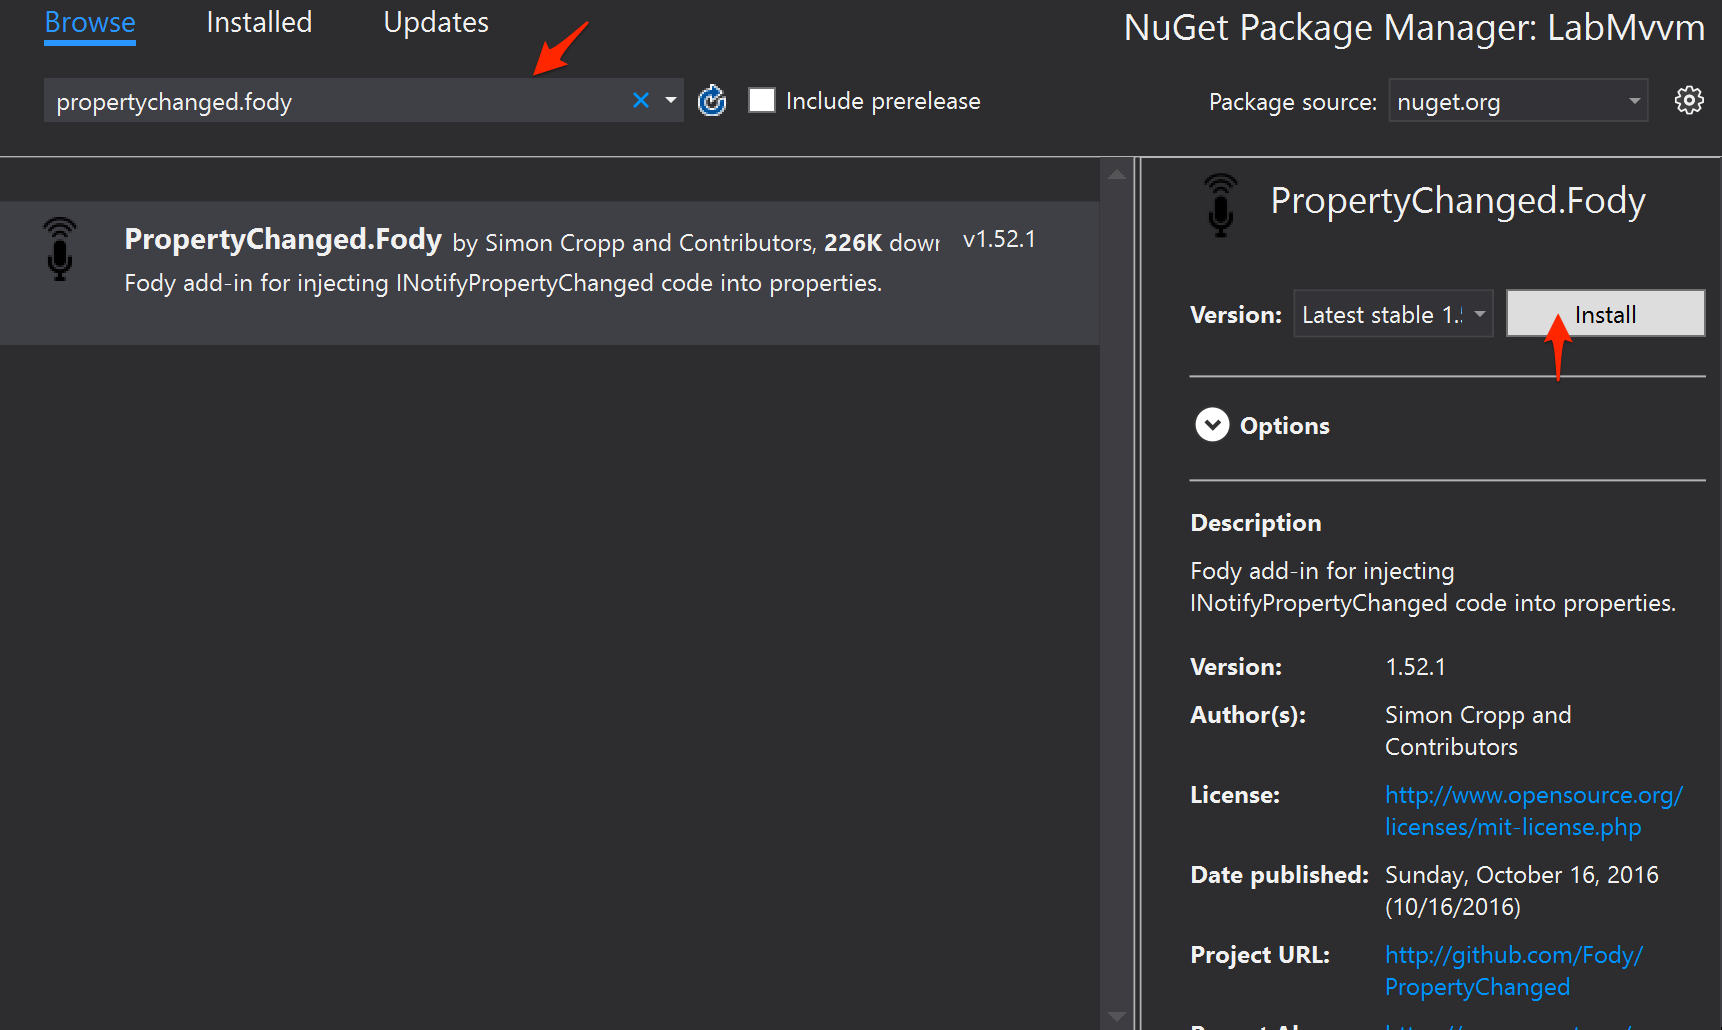 Browse Installed Updates
NuGet Package Manager: LabMvvm
propertychanged.fody
Include prerelease
Package source: nuget.org
PropertyChanged.Fody by Simon Cropp and Contributors, 226K down v1.52.1
Fody add-in for injecting INotifyPropertyChanged code into properties.
PropertyChanged.Fody
Version: Latest stable 1.5 Install
Options
Description
Fody add-in for injecting
INotifyPropertyChanged code into properties.
Version: 1.52.1
Author(s): Simon Cropp and
Contributors
License: http://www.opensource.org/
licenses/mit-license.php
Date published: Sunday, October 16, 2016
(10/16/2016)
Project URL: http://github.com/Fody/
PropertyChanged